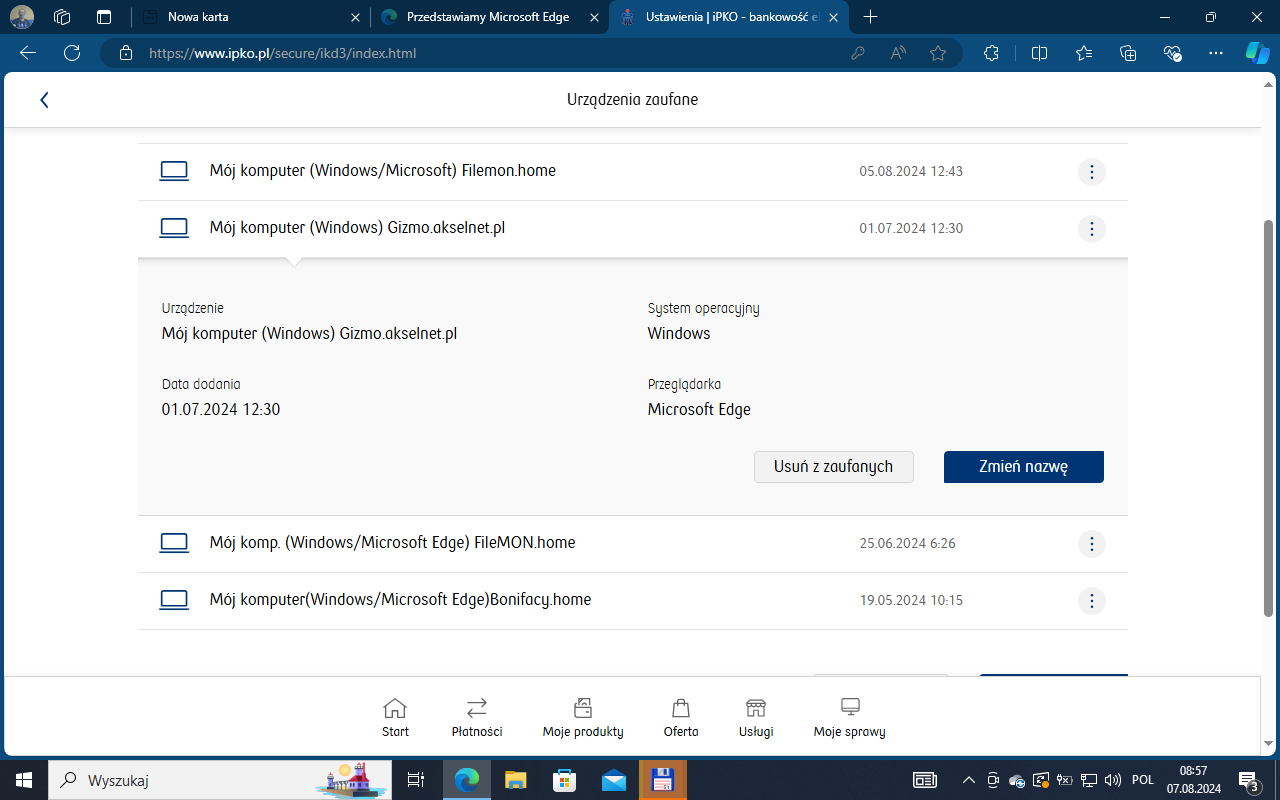 Nowa karta
Przedstawiamy Microsoft Edge
Ustawienia | iPKO - bankowość el
https://www.ipko.pl/secure/ikd3/index.html
Urządzenia zaufane
Mój komputer (Windows/Microsoft) Filemon.home 05.08.2024 12:43
Mój komputer (Windows) Gizmo.akselnet.pl 01.07.2024 12:30
Urządzenie
Mój komputer (Windows) Gizmo.akselnet.pl
System operacyjny
Windows
Data dodania
01.07.2024 12:30
Przeglądarka
Microsoft Edge
Usuń z zaufanych
Zmień nazwę
Mój komp. (Windows/Microsoft Edge) FileMON.home 25.06.2024 6:26
Mój komputer(Windows/Microsoft Edge)Bonifacy.home 19.05.2024 10:15
Start
Płatności
Moje produkty
Oferta
Usługi
Moje sprawy
Wyszukaj
POL
08:57
07.08.2024
3